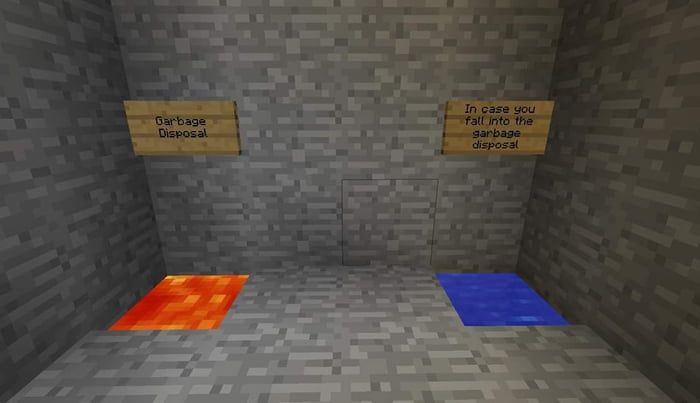 Garbage
Disposal
In case you
fall into the
garbage
disposal